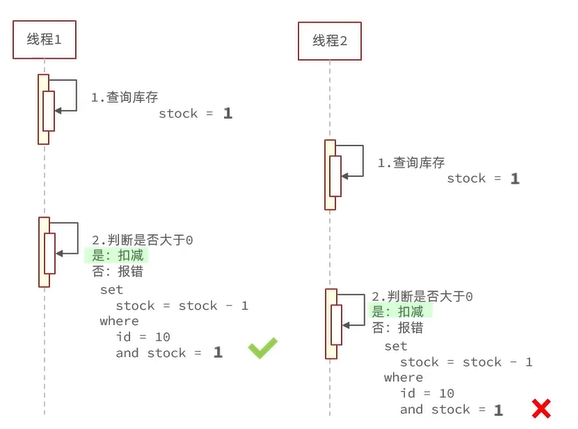 线程1
1.查询库存
stock = 1
2.判断是否大于0
是：扣减
否：报错
set
stock = stock - 1
where
id = 10
and stock = 1
线程2
1.查询库存
stock = 1
2.判断是否大于0
是：扣减
否：报错
set
stock = stock - 1
where
id = 10
and stock = 1